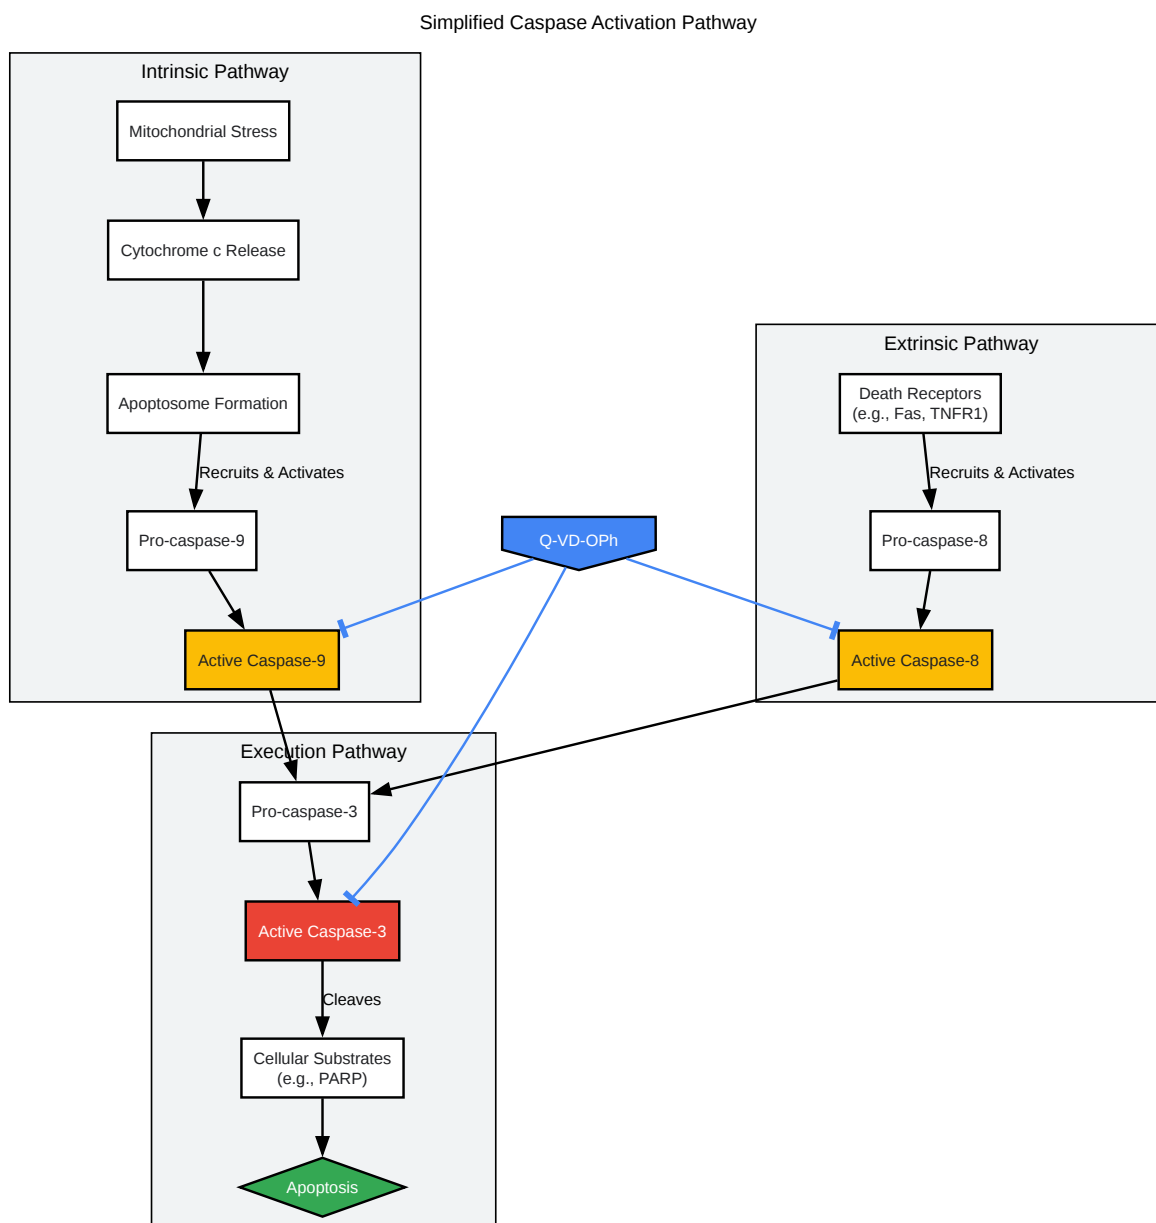 Simplified Caspase Activation Pathway
Intrinsic Pathway
Mitochondrial Stress
Cytochrome c Release
Apoptosome Formation
Recruits & Activates
Pro-caspase-9
Active Caspase-9
Extrinsic Pathway
Death Receptors
(e.g., Fas, TNFR1)
Recruits & Activates
Pro-caspase-8
Active Caspase-8
Q-VD-OPh
Execution Pathway
Pro-caspase-3
Active Caspase-3
Cleaves
Cellular Substrates
(e.g., PARP)
Apoptosis